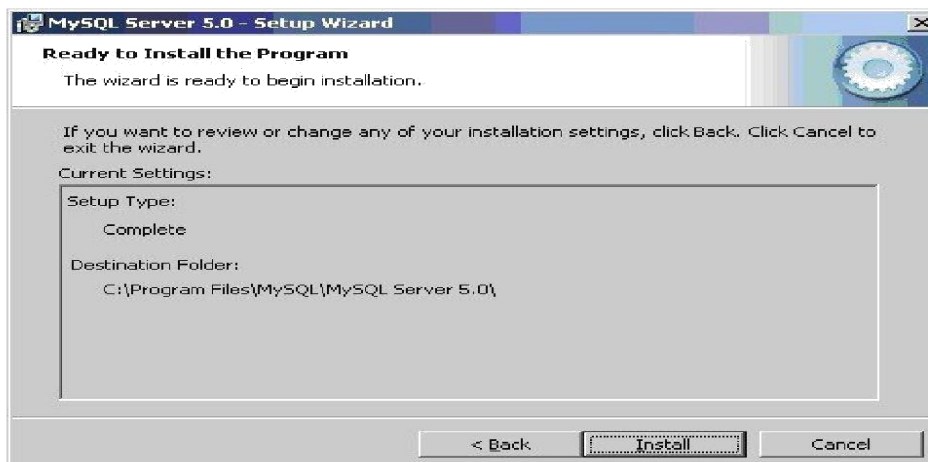 MySQL Server 5.0 - Setup Wizard
Ready to Install the Program
The wizard is ready to begin installation.
If you want to review or change any of your installation settings, click Back. Click Cancel to
exit the wizard.
Current Settings:
Setup Type:
Complete
Destination Folder:
C:\Program Files\MySQL\MySQL Server 5.0\
< Back Install Cancel